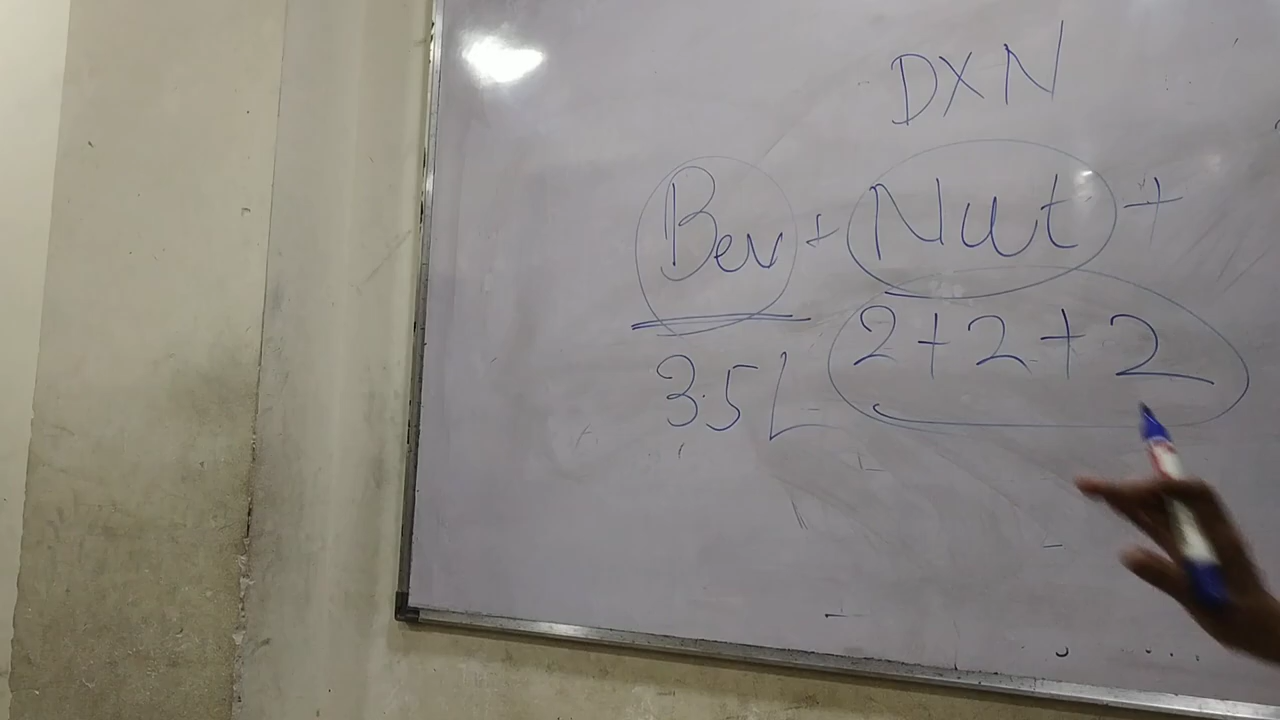 DXN
Bev + Nut +
3.5L 2+2+2